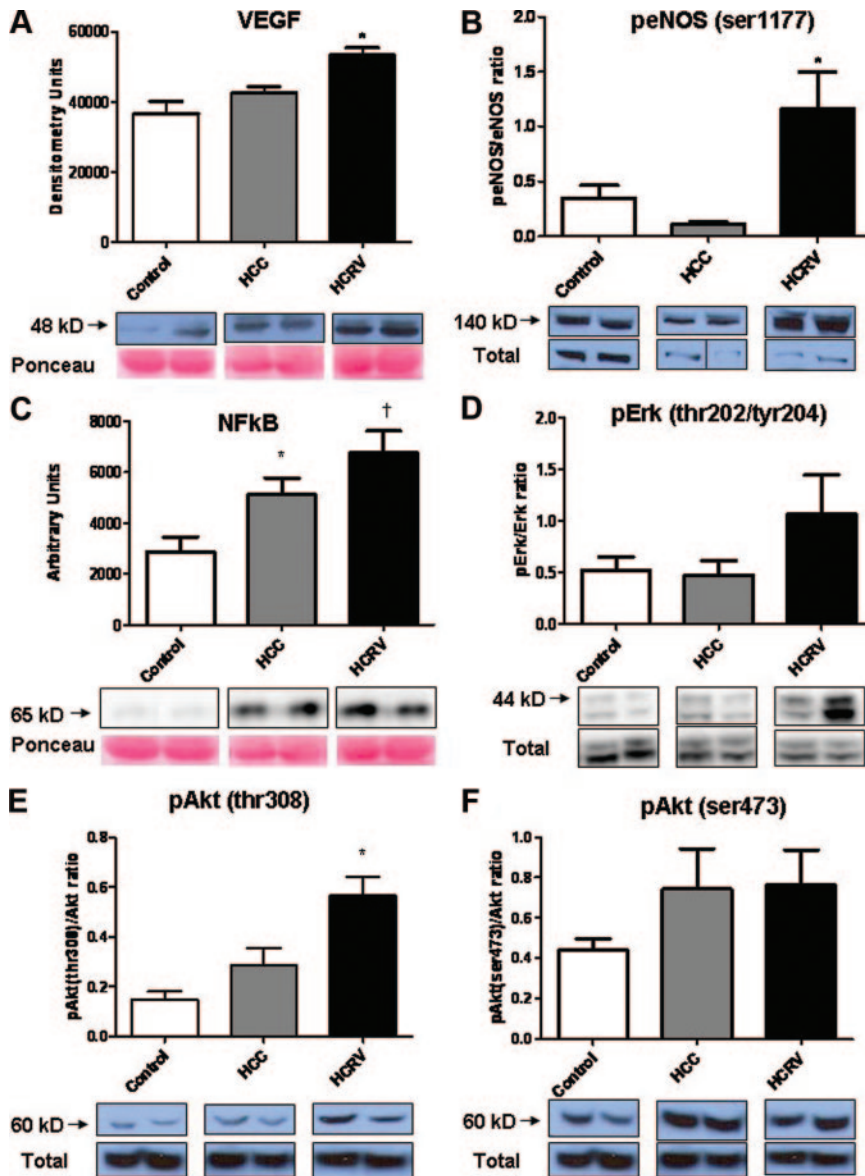 A
VEGF
Densitometry Units
60000
40000
20000
0
*
Control
HCC
HCRV
48 kD →
Ponceau
B
peNOS (ser1177)
peNOS/eNOS ratio
2.0
1.5
1.0
0.5
0.0
*
Control
HCC
HCRV
140 kD →
Total
C
NFkB
Arbitrary Units
8000
6000
4000
2000
0
*
†
Control
HCC
HCRV
65 kD →
Ponceau
D
pErk (thr202/tyr204)
pErk/Erk ratio
2.0
1.5
1.0
0.5
0.0
Control
HCC
HCRV
44 kD →
Total
E
pAkt (thr308)
pAkt(thr308)/Akt ratio
0.8
0.6
0.4
0.2
0.0
*
Control
HCC
HCRV
60 kD →
Total
F
pAkt (ser473)
pAkt(ser473)/Akt ratio
1.0
0.8
0.6
0.4
0.2
0.0
Control
HCC
HCRV
60 kD →
Total